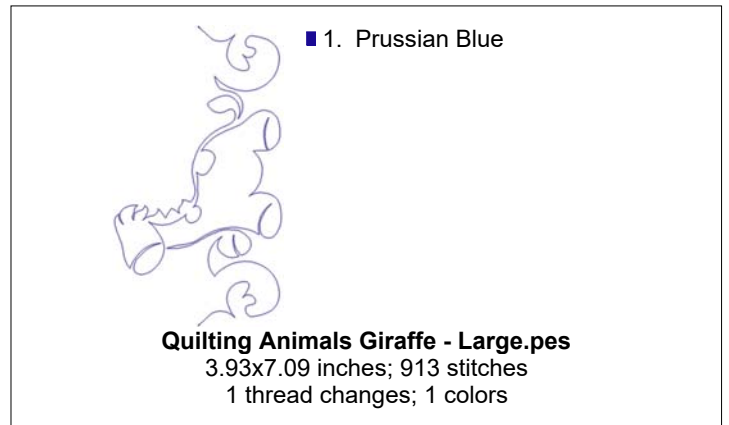 1. Prussian Blue
Quilting Animals Giraffe - Large.pes
3.93x7.09 inches; 913 stitches
1 thread changes; 1 colors